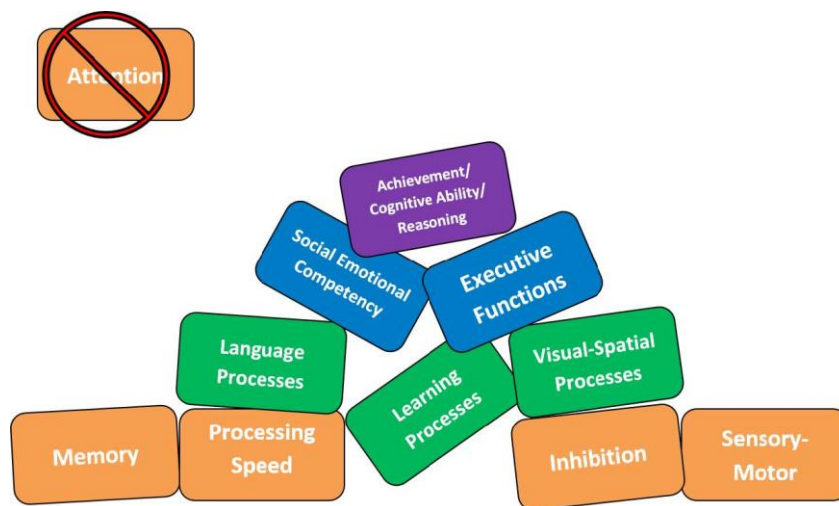 Attention
Achievement/
Cognitive Ability/
Reasoning
Social Emotional
Competency
Executive
Functions
Language
Processes
Learning
Processes
Visual-Spatial
Processes
Memory
Processing
Speed
Inhibition
Sensory-
Motor